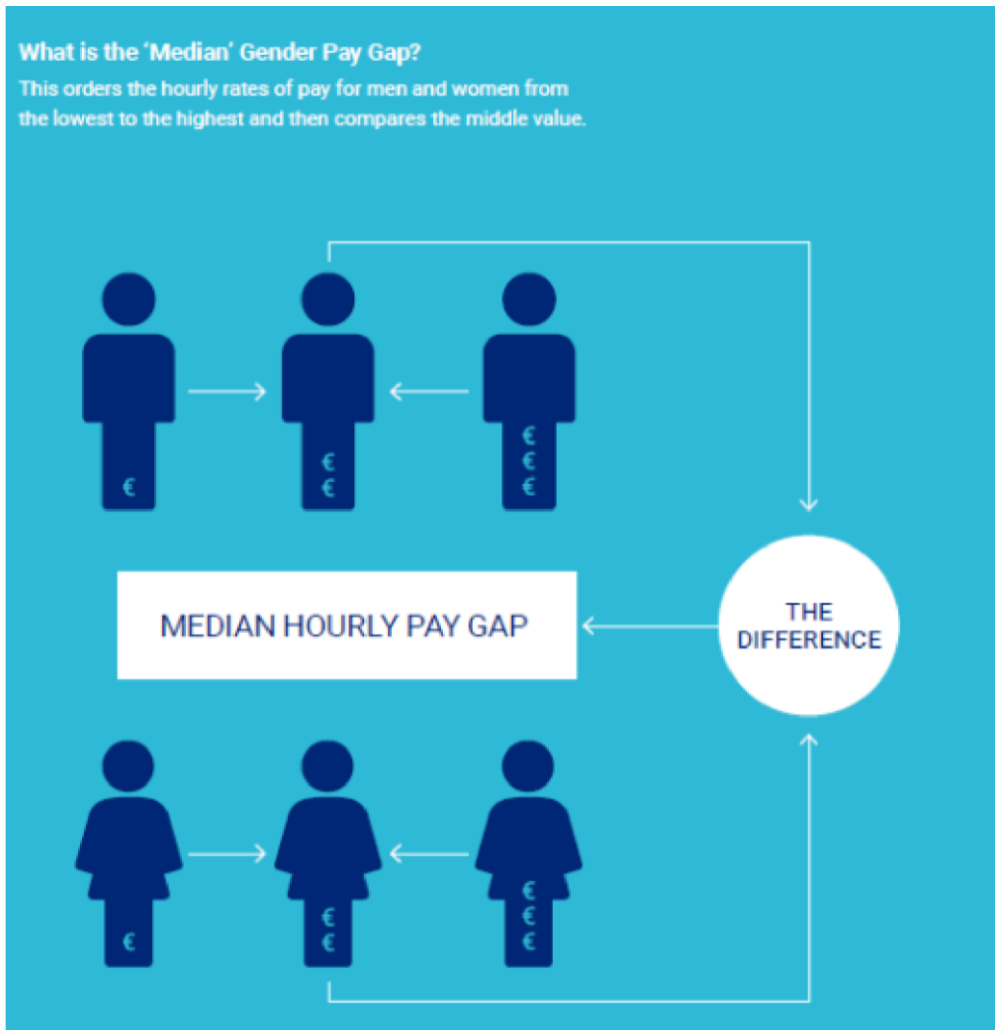 What is the ‘Median’ Gender Pay Gap?
This orders the hourly rates of pay for men and women from
the lowest to the highest and then compares the middle value.
€
€
€
€
€
€
MEDIAN HOURLY PAY GAP
THE
DIFFERENCE
€
€
€
€
€
€